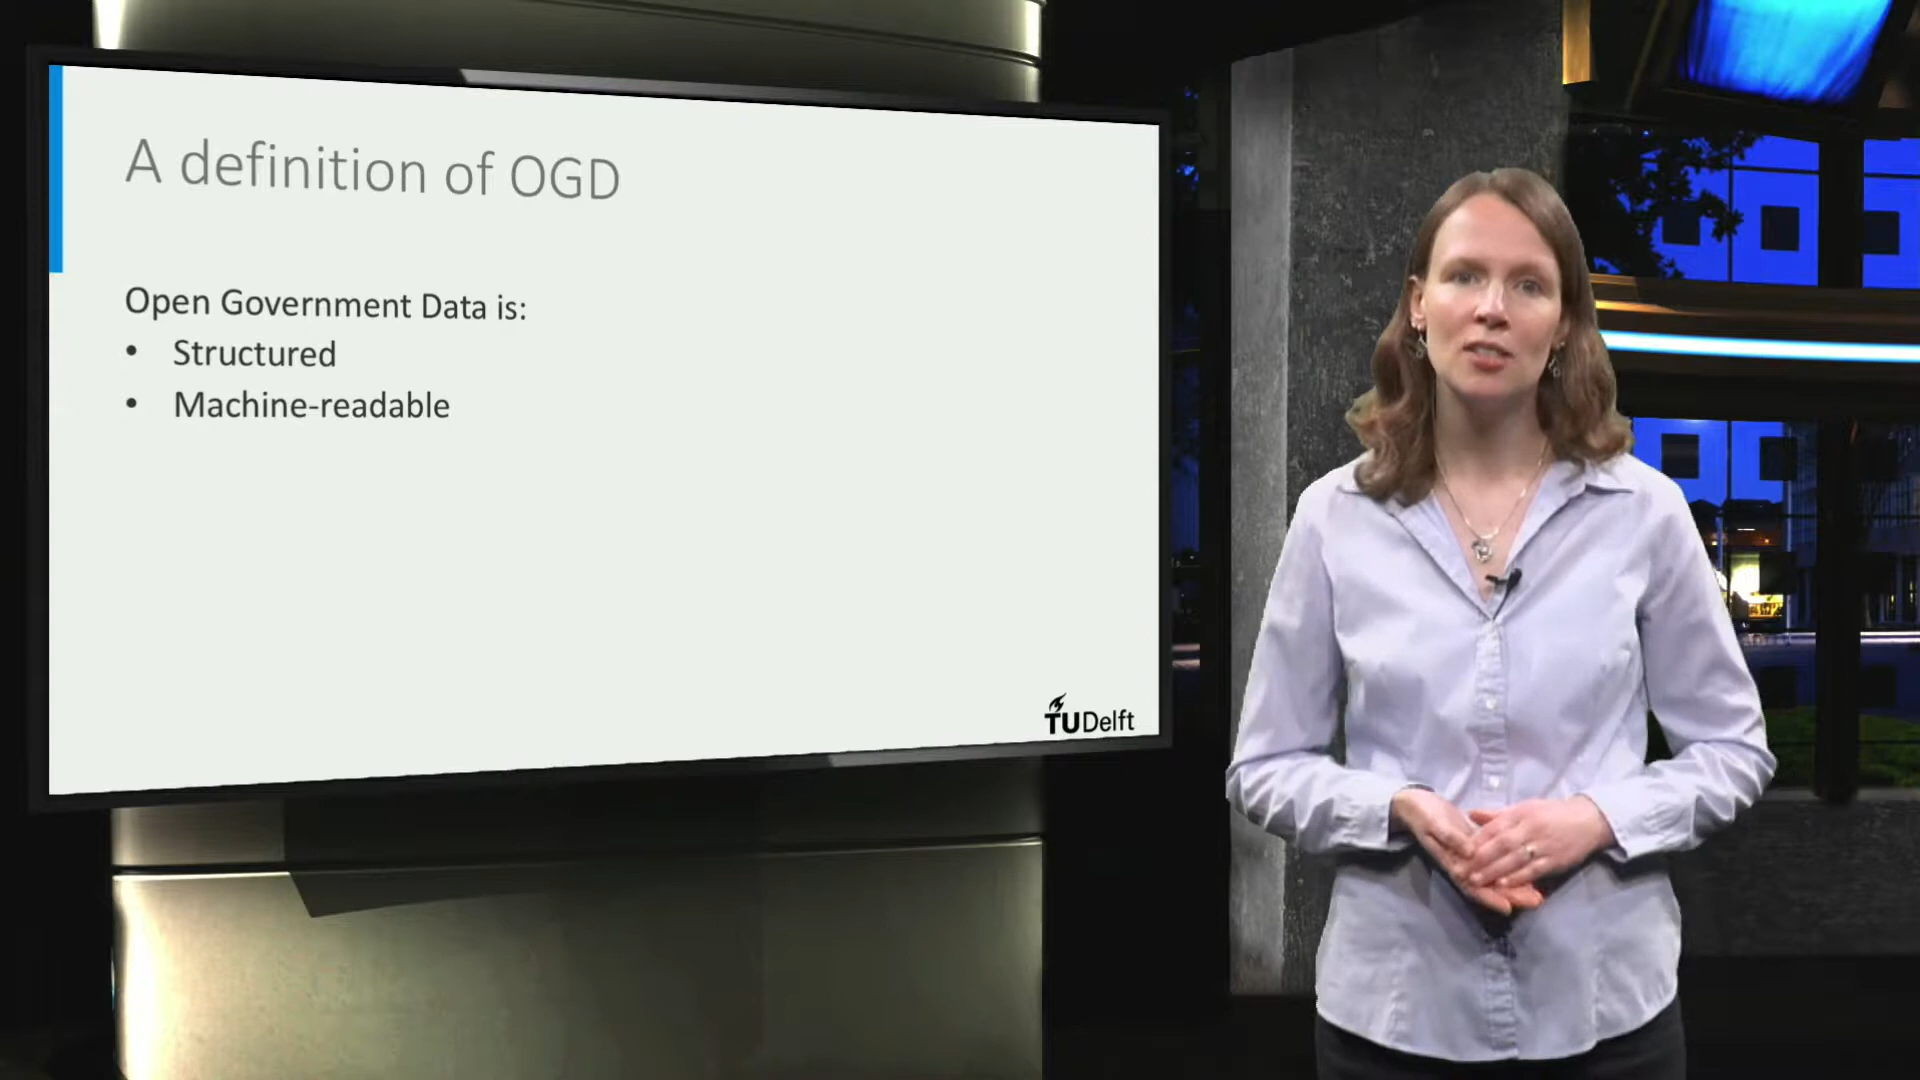 A definition of OGD
Open Government Data is:
• Structured
• Machine-readable
TUDelft